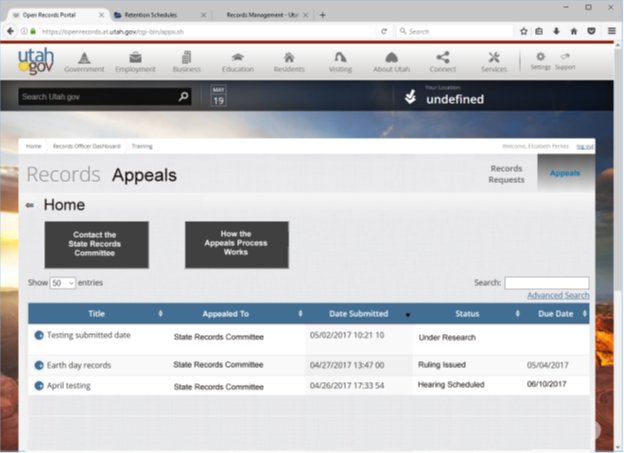 Open Records Portal
Retention Schedules
Records Management - Uta
https://openrecords.at.utah.gov/cgi-bin/appx.sh
Search
utah
gov
Government
Employment
Business
Education
Residents
Visiting
About Utah
Connect
Services
Settings
Support
Search Utah.gov
MAY
19
Your Location:
undefined
Home
Records Officer Dashboard
Training
Welcome, Elizabeth Perkes
log out
Records Appeals
Records
Requests
Appeals
Home
Contact the
State Records
Committee
How the
Appeals Process
Works
Show 50 entries
Search:
Advanced Search
Title Appealed To Date Submitted Status Due Date
Testing submitted date State Records Committee 05/02/2017 10:21 10 Under Research
Earth day records State Records Committee 04/27/2017 13:47 00 Ruling Issued 05/04/2017
April testing State Records Committee 04/26/2017 17:33 54 Hearing Scheduled 06/10/2017